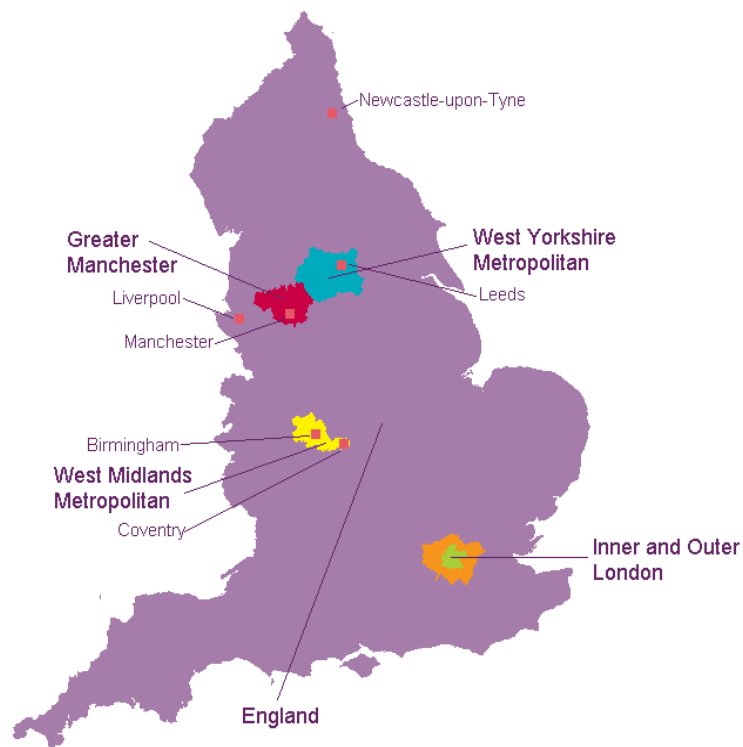 Newcastle-upon-Tyne
Greater
Manchester
West Yorkshire
Metropolitan
Liverpool
Leeds
Manchester
Birmingham
West Midlands
Metropolitan
Coventry
Inner and Outer
London
England